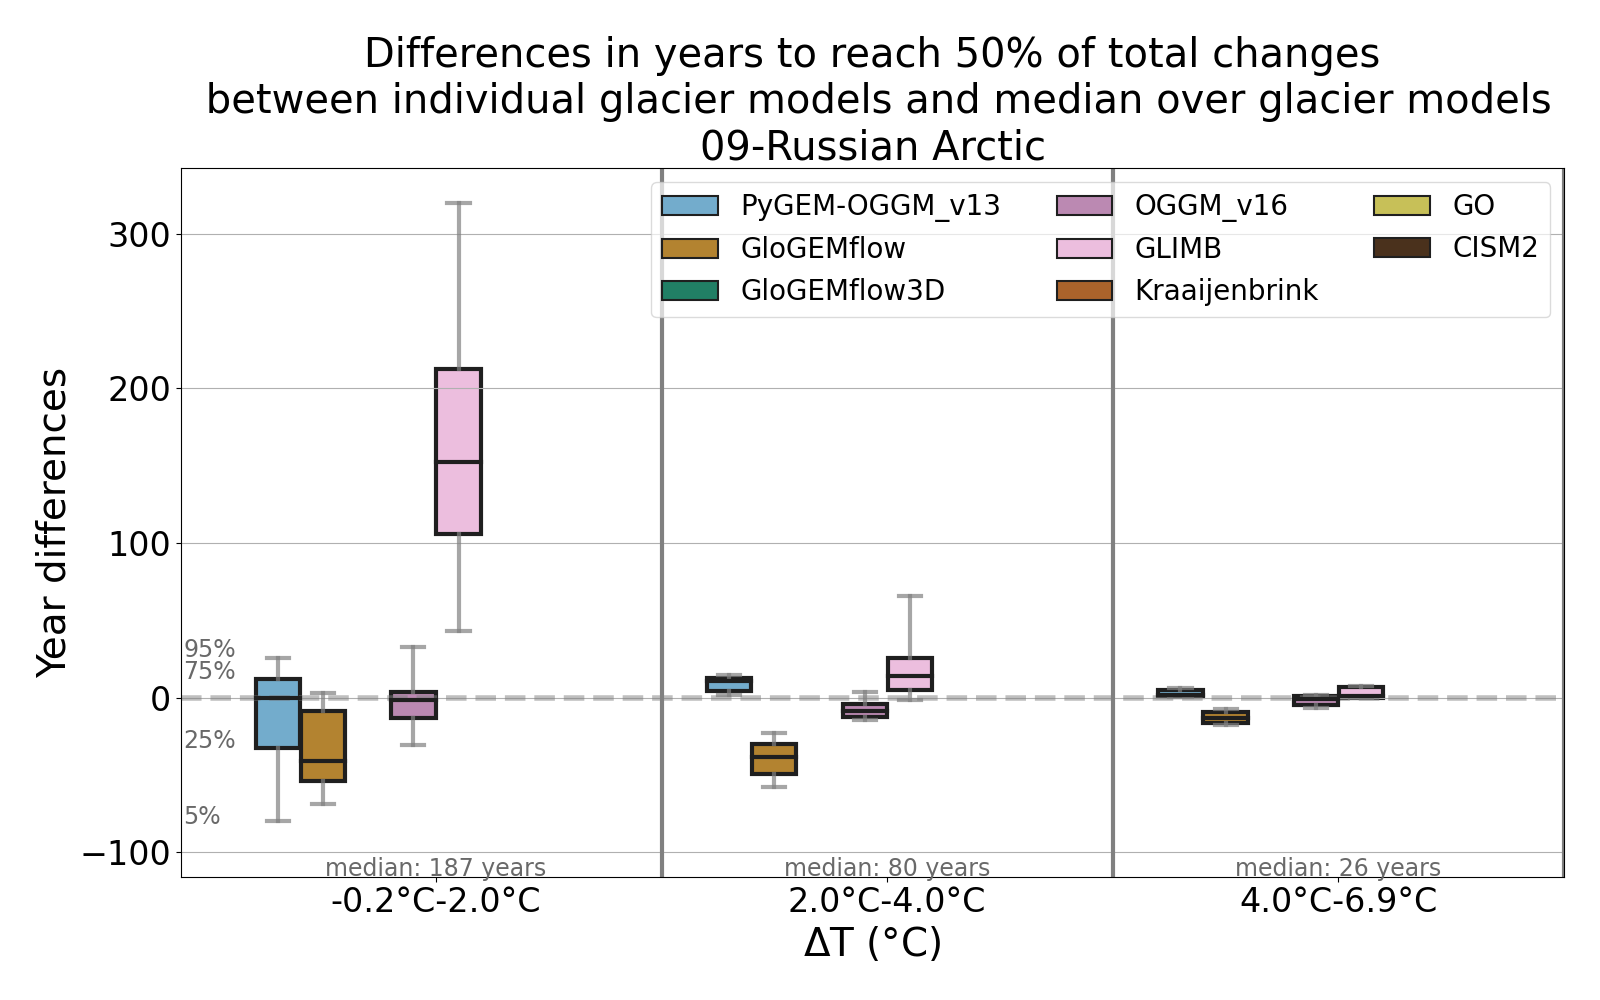 Differences in years to reach 50% of total changes
between individual glacier models and median over glacier models
09-Russian Arctic
PyGEM-OGGM_v13
GloGEMflow
GloGEMflow3D
OGGM_v16
GLIMB
Kraaijenbrink
GO
CISM2
Year differences
300
200
100
0
−100
95%
75%
25%
5%
median: 187 years
median: 80 years
median: 26 years
-0.2°C-2.0°C
2.0°C-4.0°C
4.0°C-6.9°C
ΔT (°C)